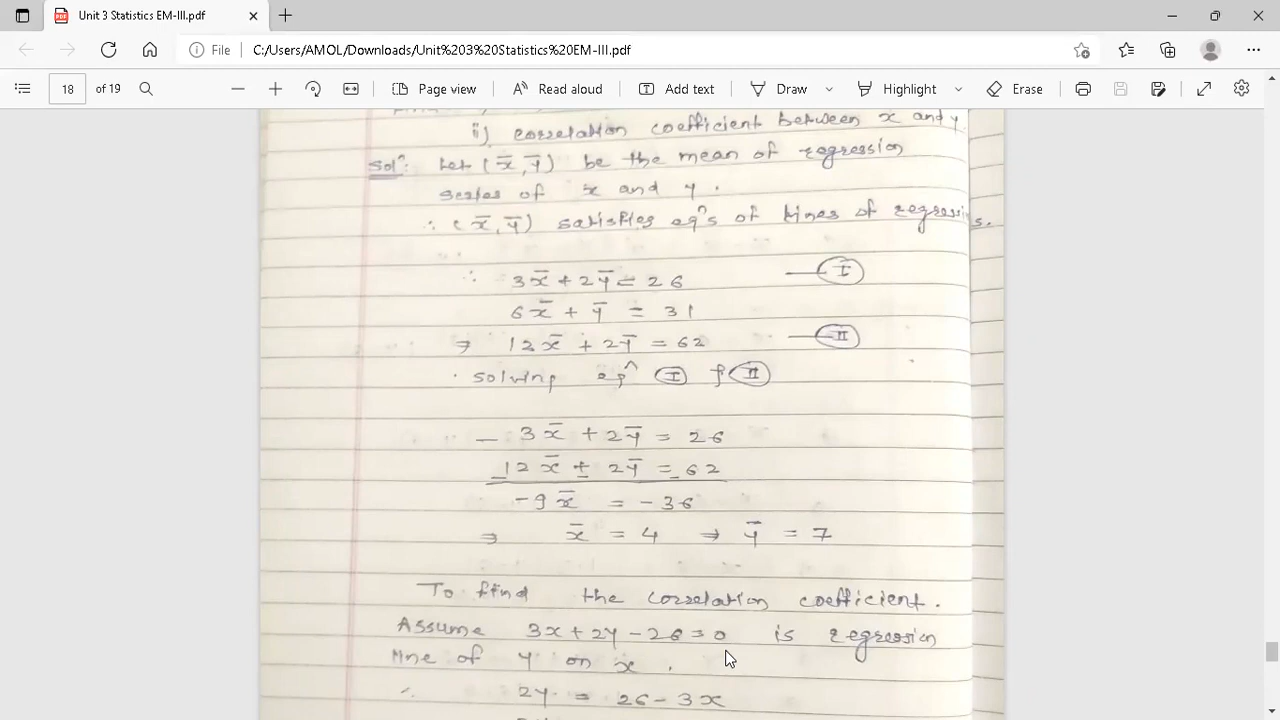 Unit 3 Statistics EM-III.pdf
File C:/Users/AMOL/Downloads/Unit%203%20Statistics%20EM-III.pdf
18 of 19 Page view Read aloud Add text Draw Highlight Erase
ii) correlation coefficient between x and y
Solⁿ: Let (x̄, ȳ) be the mean of regression
series of x and y.
∴ (x̄, ȳ) satisfies eqⁿs of lines of regressions.
∴ 3x̄ + 2ȳ = 26 — I
6x̄ + ȳ = 31
⇒ 12x̄ + 2ȳ = 62 — II
solving eqⁿ I & II
— 3x̄ + 2ȳ = 26
12x̄ + 2ȳ = 62
-9x̄ = -36
⇒ x̄ = 4 ⇒ ȳ = 7
To find the correlation coefficient.
Assume 3x + 2y - 26 = 0 is regression
line of y on x.
∴ 2y = 26 - 3x